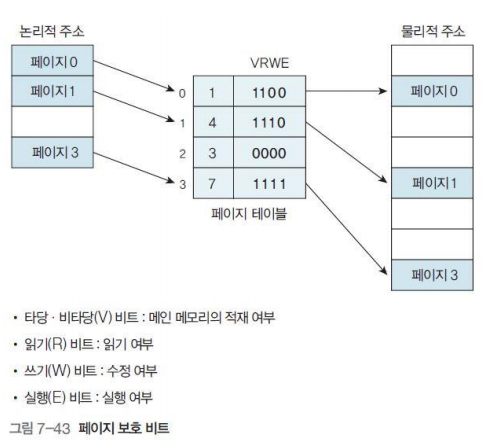 논리적 주소
물리적 주소
페이지 0
페이지 1
페이지 3
VRWE
0 1 1100
1 4 1110
2 3 0000
3 7 1111
페이지 테이블
페이지 0
페이지 1
페이지 3
• 타당 · 비타당(V) 비트 : 메인 메모리의 적재 여부
• 읽기(R) 비트 : 읽기 여부
• 쓰기(W) 비트 : 수정 여부
• 실행(E) 비트 : 실행 여부
그림 7-43 페이지 보호 비트